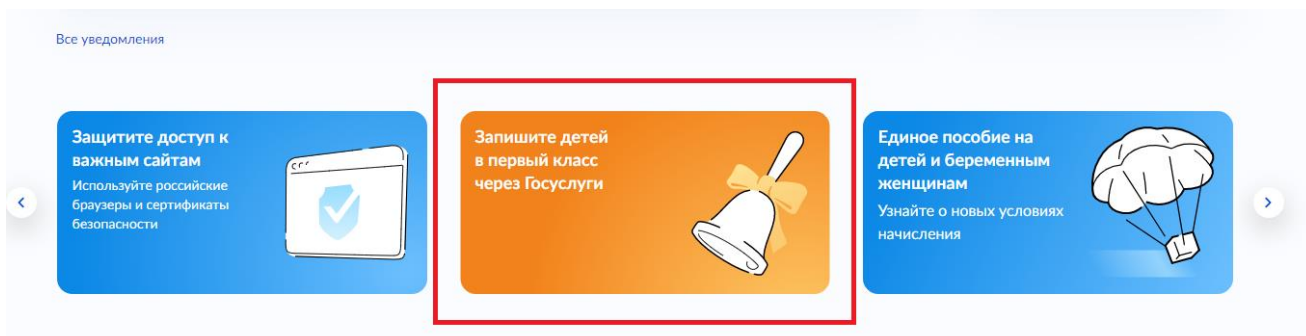 Все уведомления
Защитите доступ к
важным сайтам
Используйте российские
браузеры и сертификаты
безопасности
Запишите детей
в первый класс
через Госуслуги
Единое пособие на
детей и беременным
женщинам
Узнайте о новых условиях
начисления